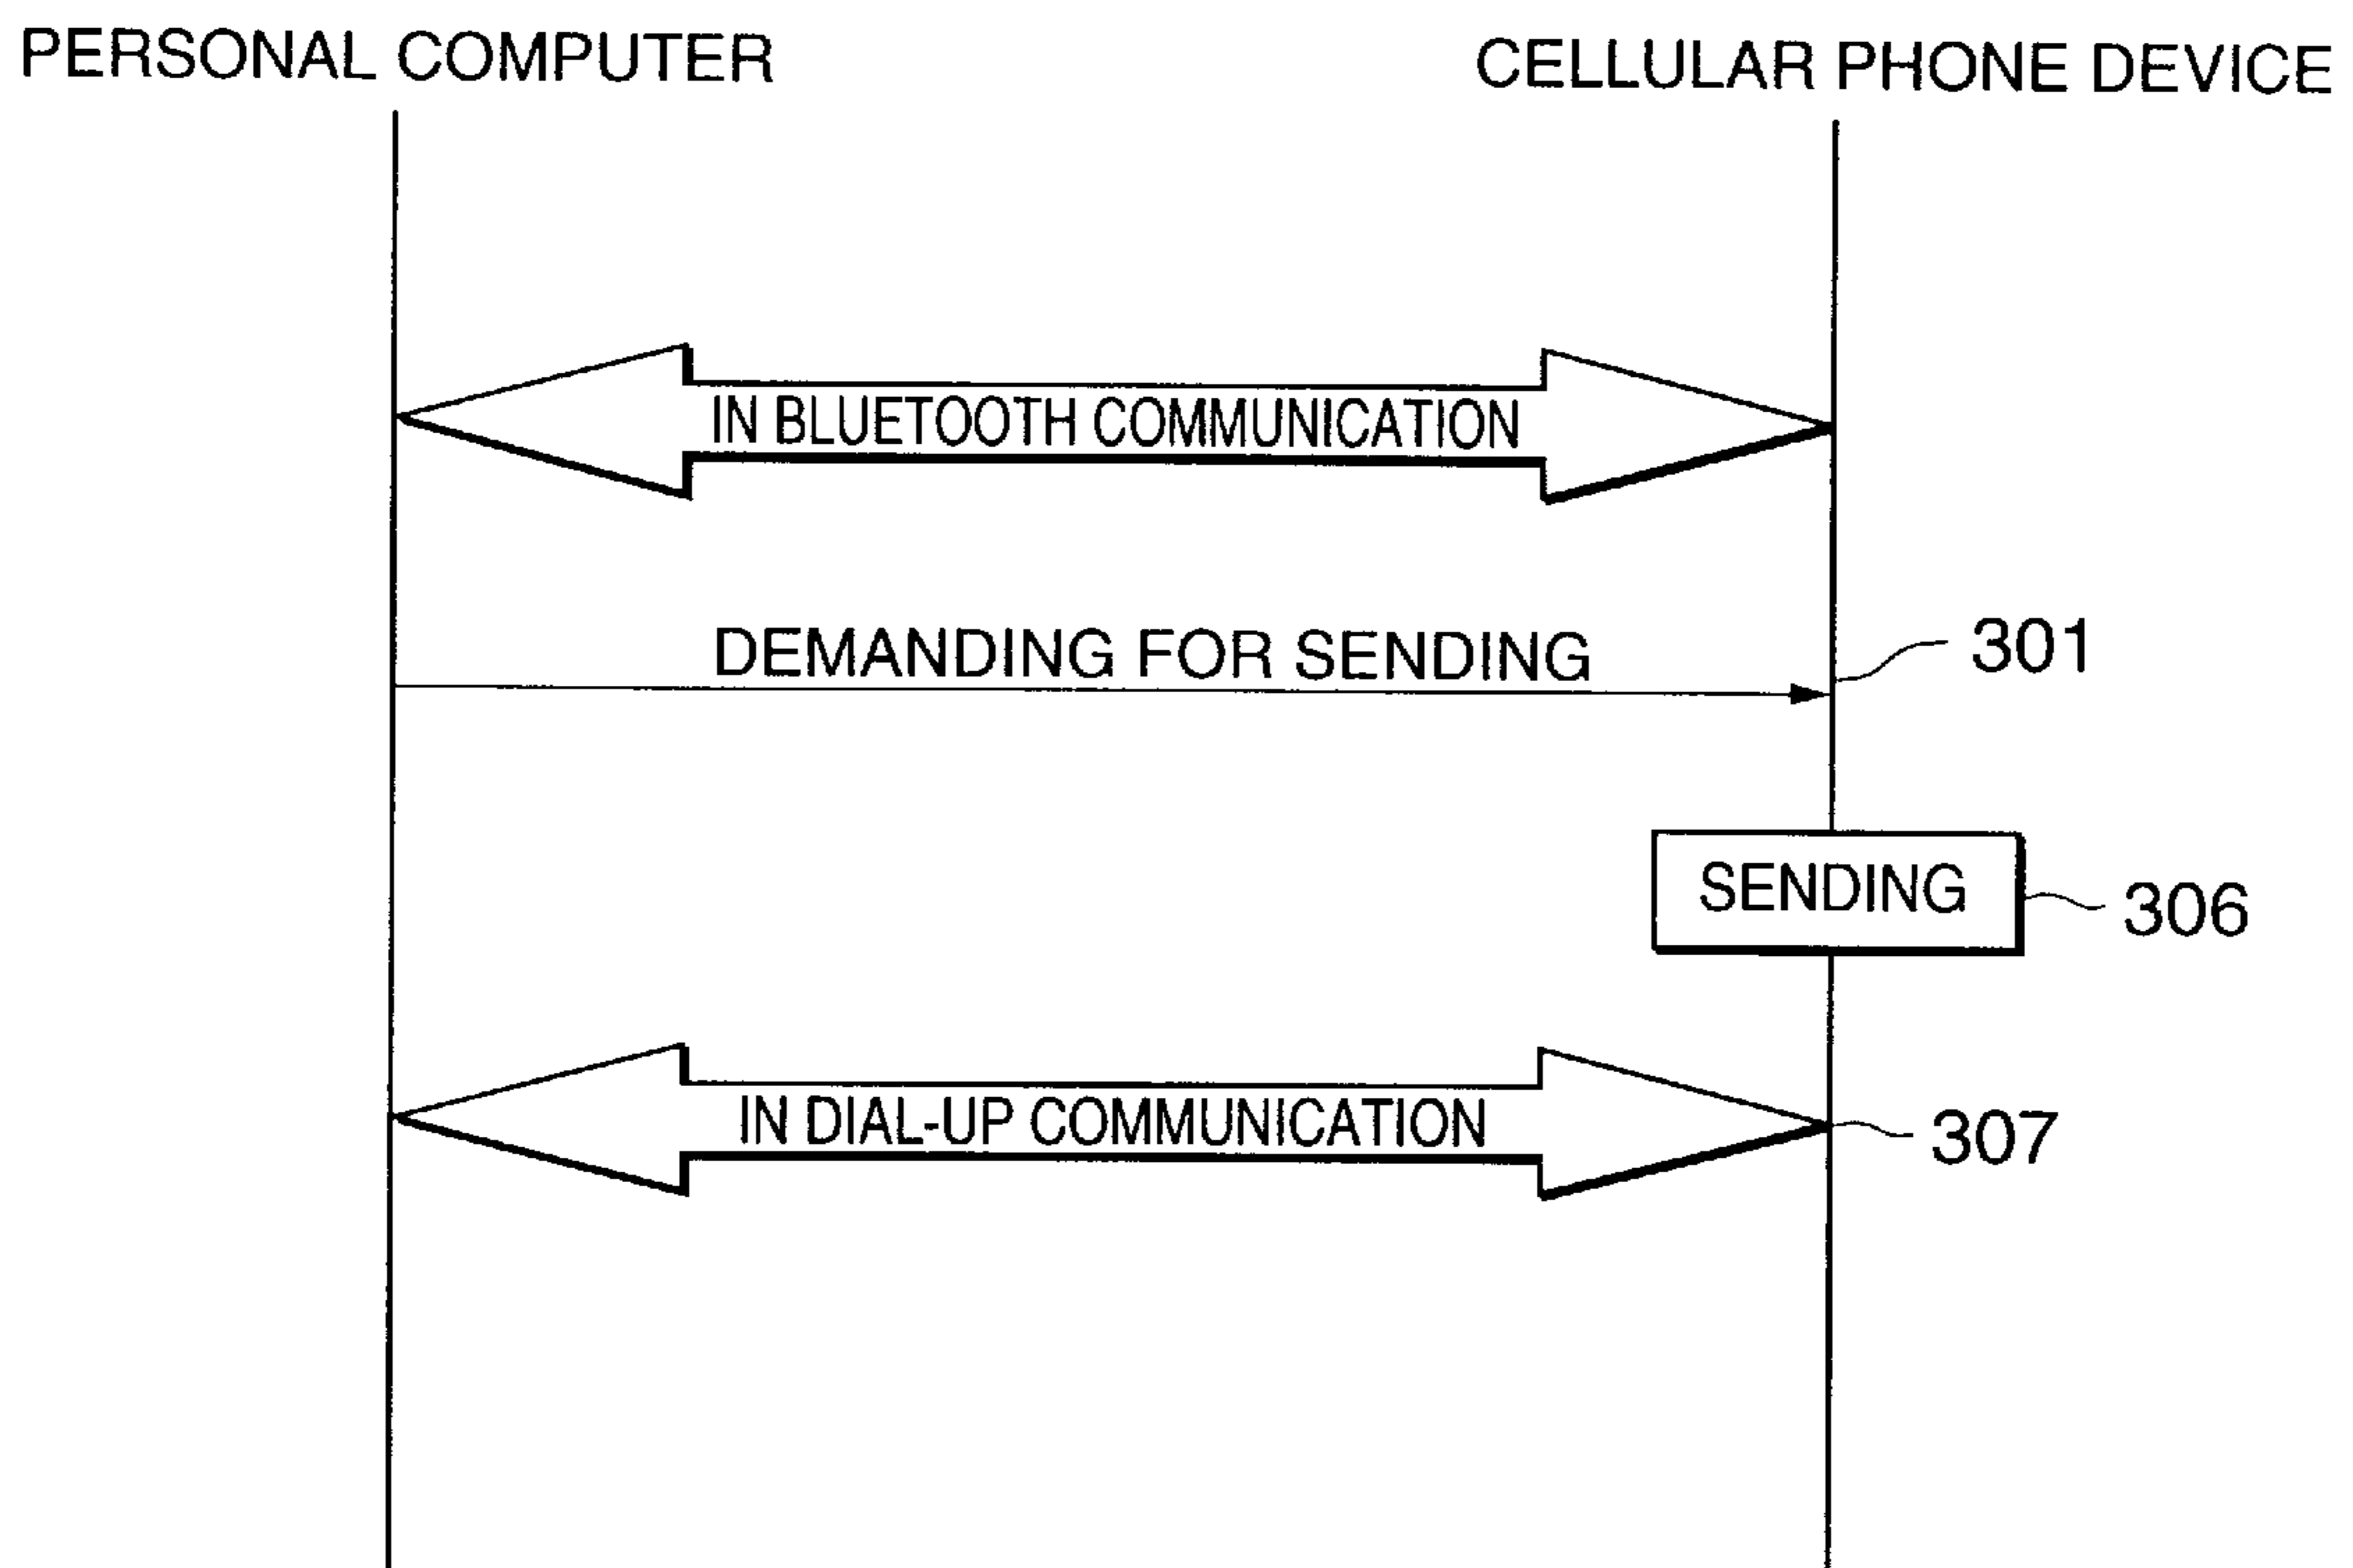 PERSONAL COMPUTER
CELLULAR PHONE DEVICE
IN BLUETOOTH COMMUNICATION
DEMANDING FOR SENDING
301
SENDING
306
IN DIAL-UP COMMUNICATION
307